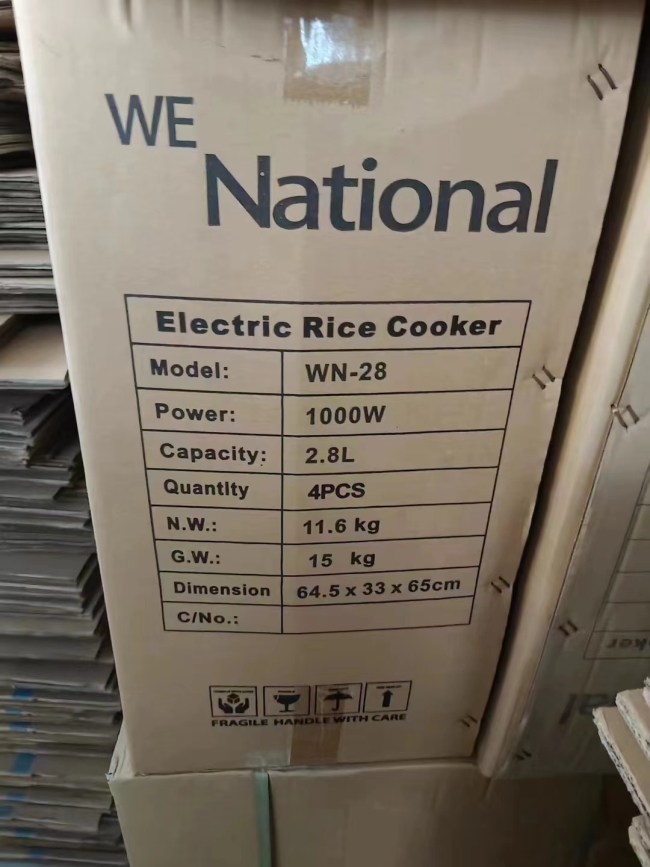 WE
National
Electric Rice Cooker
Model: WN-28
Power: 1000W
Capacity: 2.8L
Quantity 4PCS
N.W.: 11.6 kg
G.W.: 15 kg
Dimension 64.5 x 33 x 65cm
C/No.:
FRAGILE HANDLE WITH CARE